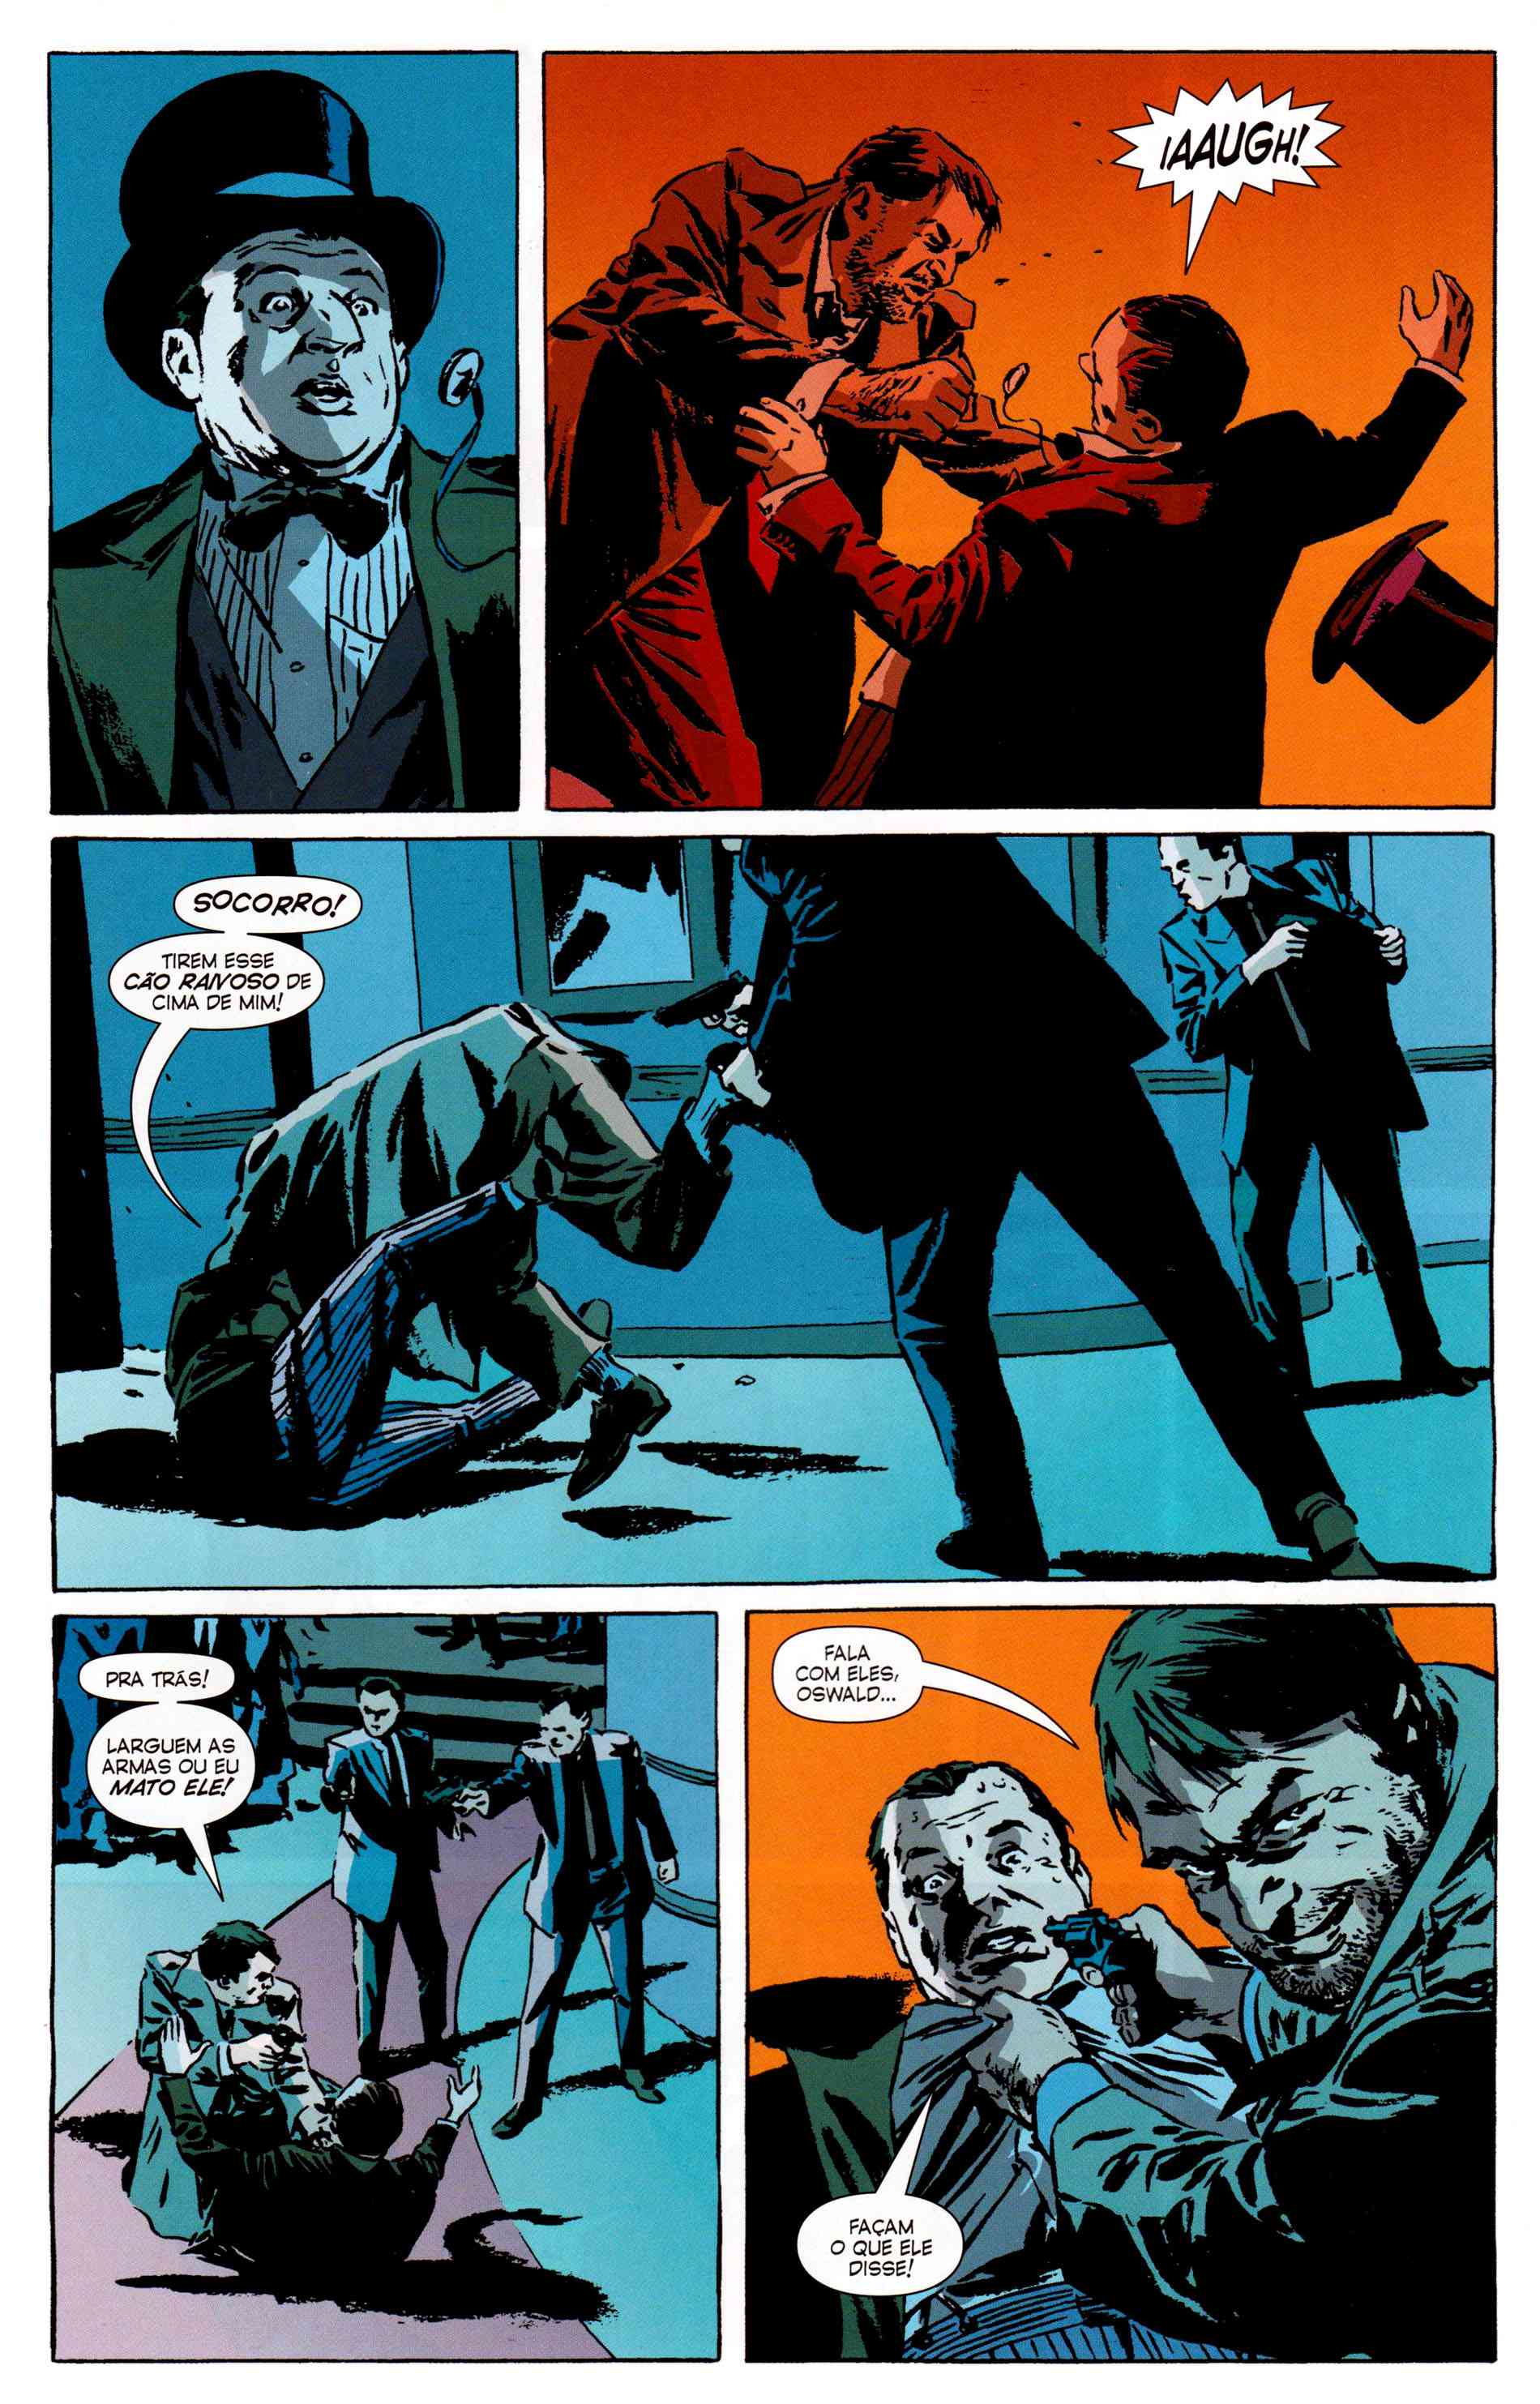 ¡AAUGH!
SOCORRO!
TIREM ESSE
CÃO RAIVOSO DE
CIMA DE MIM!
PRA TRÁS!
LARGUEM AS
ARMAS OU EU
MATO ELE!
FALA
COM ELES,
OSWALD...
FAÇAM
O QUE ELE
DISSE!